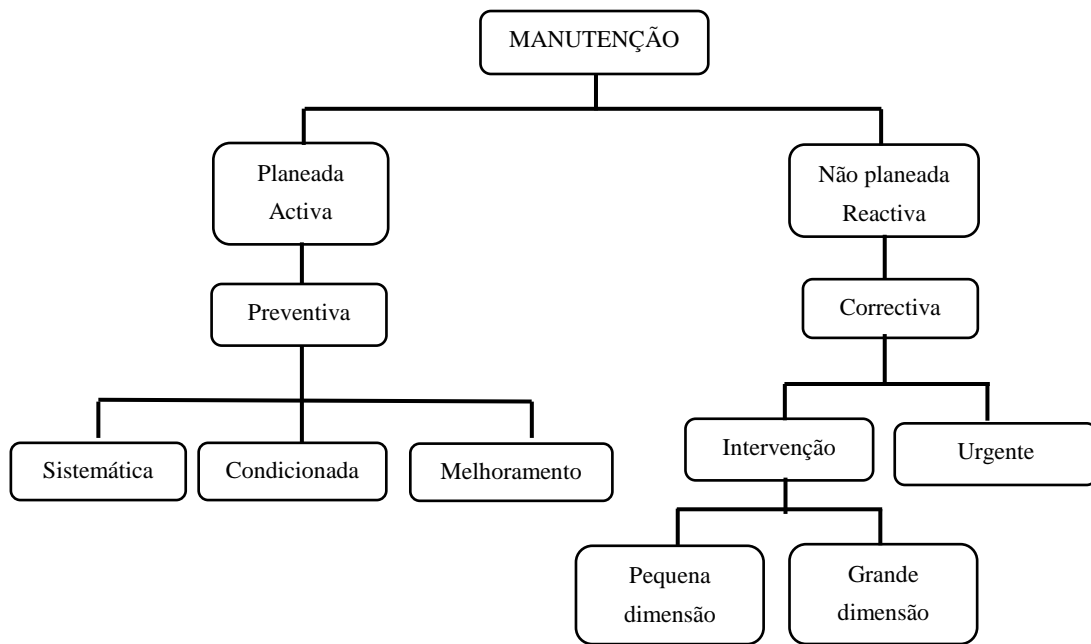 MANUTENÇÃO
Planeada
Activa
Não planeada
Reactiva
Preventiva
Correctiva
Sistemática
Condicionada
Melhoramento
Intervenção
Urgente
Pequena
dimensão
Grande
dimensão